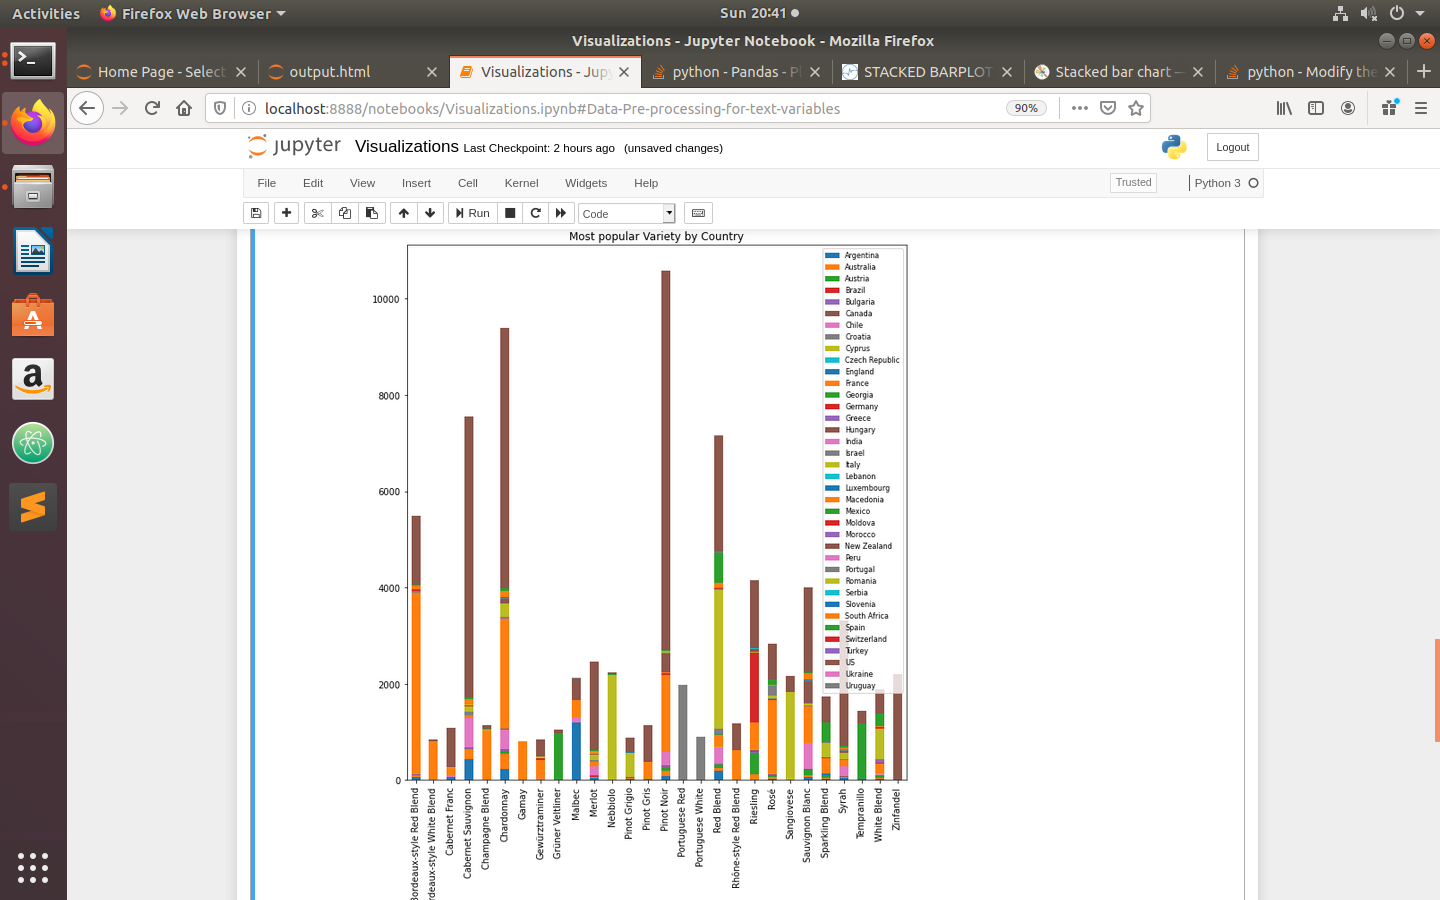 Activities
Firefox Web Browser
Sun 20:41
Visualizations - Jupyter Notebook - Mozilla Firefox
Home Page - Select
output.html
Visualizations - Jup
python - Pandas - Pl
STACKED BARPLOT
Stacked bar chart —
python - Modify the
localhost:8888/notebooks/Visualizations.ipynb#Data-Pre-processing-for-text-variables
90%
jupyter
Visualizations Last Checkpoint: 2 hours ago (unsaved changes)
Logout
File Edit View Insert Cell Kernel Widgets Help
Trusted
Python 3
Run
Code
Most popular Variety by Country
10000
8000
6000
4000
2000
0
Argentina
Australia
Austria
Brazil
Bulgaria
Canada
Chile
Croatia
Cyprus
Czech Republic
England
France
Georgia
Germany
Greece
Hungary
India
Israel
Italy
Lebanon
Luxembourg
Macedonia
Mexico
Moldova
Morocco
New Zealand
Peru
Portugal
Romania
Serbia
Slovenia
South Africa
Spain
Switzerland
Turkey
US
Ukraine
Uruguay
Bordeaux-style Red Blend
rdeaux-style White Blend
Cabernet Franc
Cabernet Sauvignon
Champagne Blend
Chardonnay
Gamay
Gewürztraminer
Grüner Veltliner
Malbec
Merlot
Nebbiolo
Pinot Grigio
Pinot Gris
Pinot Noir
Portuguese Red
Portuguese White
Red Blend
Rhône-style Red Blend
Riesling
Rosé
Sangiovese
Sauvignon Blanc
Sparkling Blend
Syrah
Tempranillo
White Blend
Zinfandel